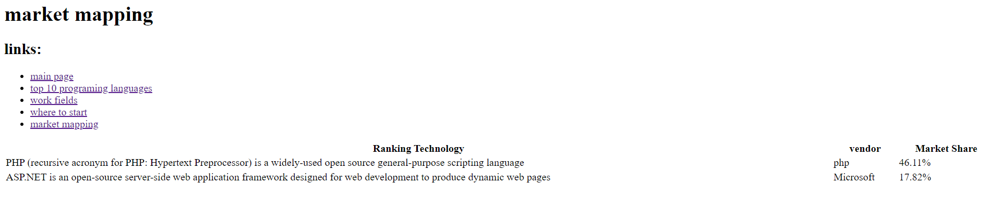 market mapping
links:
main page
top 10 programing languages
work fields
where to start
market mapping
Ranking Technology vendor Market Share
PHP (recursive acronym for PHP: Hypertext Preprocessor) is a widely-used open source general-purpose scripting language php 46.11%
ASP.NET is an open-source server-side web application framework designed for web development to produce dynamic web pages Microsoft 17.82%